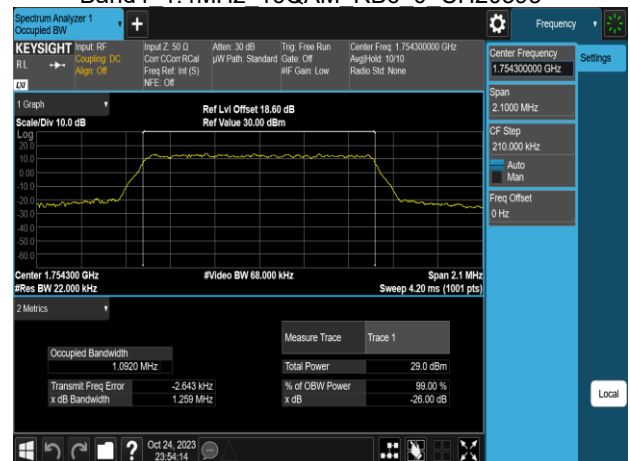 Spectrum Analyzer 1
Occupied BW
Frequency
KEYSIGHT
RL
LXI
Input: RF
Coupling: DC
Align: Off
Input Z: 50 Ω
Corr CCorr RCal
Freq Ref: Int (S)
NFE: Off
Atten: 30 dB
µW Path: Standard
Trig: Free Run
Gate: Off
#IF Gain: Low
Center Freq: 1.754300000 GHz
Avg|Hold: 10/10
Radio Std: None
1 Graph
Scale/Div 10.0 dB
Ref Lvl Offset 18.60 dB
Ref Value 30.00 dBm
Log
20.0
10.0
0.00
-10.0
-20.0
-30.0
-40.0
-50.0
-60.0
Center 1.754300 GHz
#Res BW 22.000 kHz
#Video BW 68.000 kHz
Span 2.1 MHz
Sweep 4.20 ms (1001 pts)
2 Metrics
Measure Trace
Trace 1
Occupied Bandwidth
1.0920 MHz
Total Power
29.0 dBm
Transmit Freq Error
-2.643 kHz
% of OBW Power
99.00 %
x dB Bandwidth
1.259 MHz
x dB
-26.00 dB
Center Frequency
1.754300000 GHz
Settings
Span
2.1000 MHz
CF Step
210.000 kHz
Auto
Man
Freq Offset
0 Hz
Local
Oct 24, 2023
23:54:14